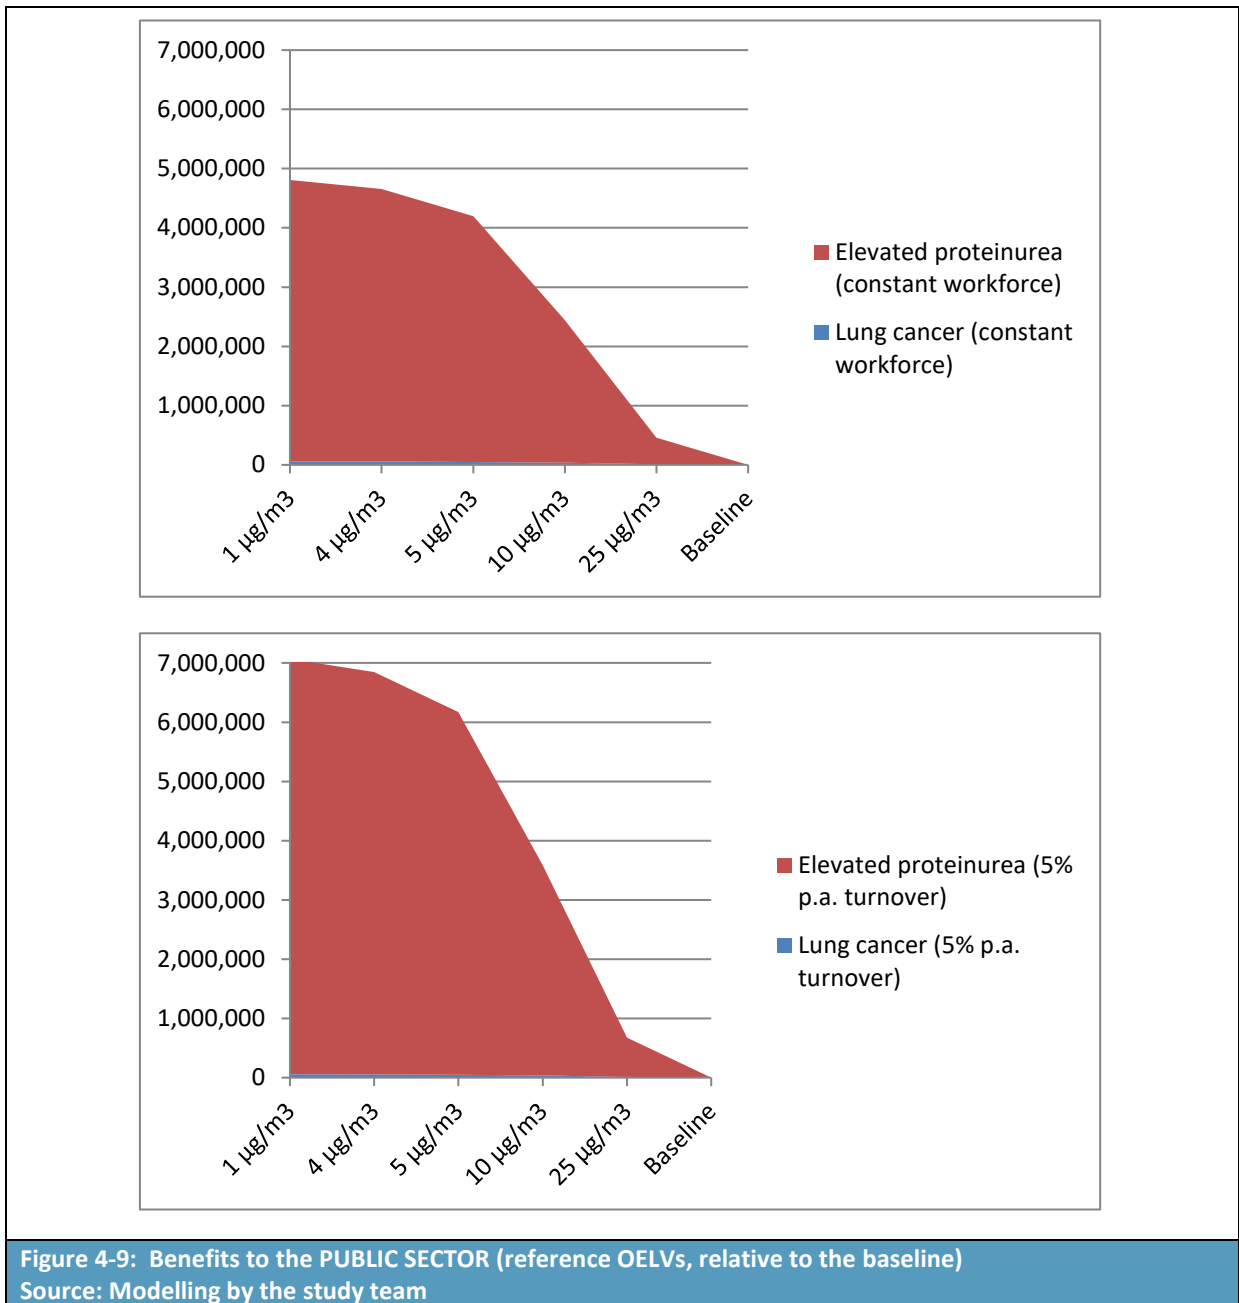 7,000,000
6,000,000
5,000,000
4,000,000
3,000,000
2,000,000
1,000,000
0
1 µg/m3
4 µg/m3
5 µg/m3
10 µg/m3
25 µg/m3
Baseline
Elevated proteinurea
(constant workforce)
Lung cancer (constant
workforce)
7,000,000
6,000,000
5,000,000
4,000,000
3,000,000
2,000,000
1,000,000
0
1 µg/m3
4 µg/m3
5 µg/m3
10 µg/m3
25 µg/m3
Baseline
Elevated proteinurea (5%
p.a. turnover)
Lung cancer (5% p.a.
turnover)
Figure 4-9: Benefits to the PUBLIC SECTOR (reference OELVs, relative to the baseline)
Source: Modelling by the study team